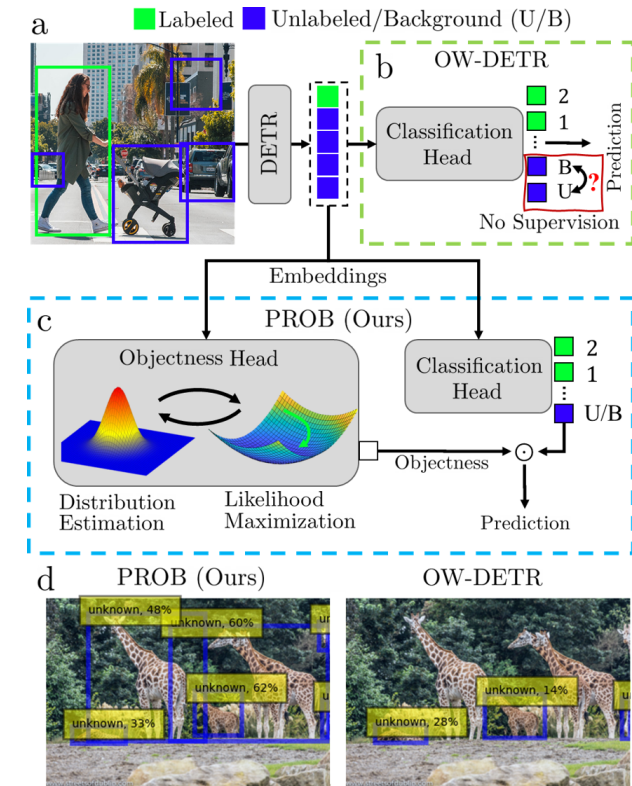 Labeled Unlabeled/Background (U/B)
a
b
OW-DETR
DETR
Classification
Head
2
1
B
U
?
Prediction
No Supervision
Embeddings
c
PROB (Ours)
Objectness Head
Distribution
Estimation
Likelihood
Maximization
Classification
Head
2
1
U/B
Objectness
Prediction
d
PROB (Ours)
OW-DETR
unknown, 48%
unknown, 60%
unknown, 62%
unknown, 33%
unknown, 14%
unknown, 28%